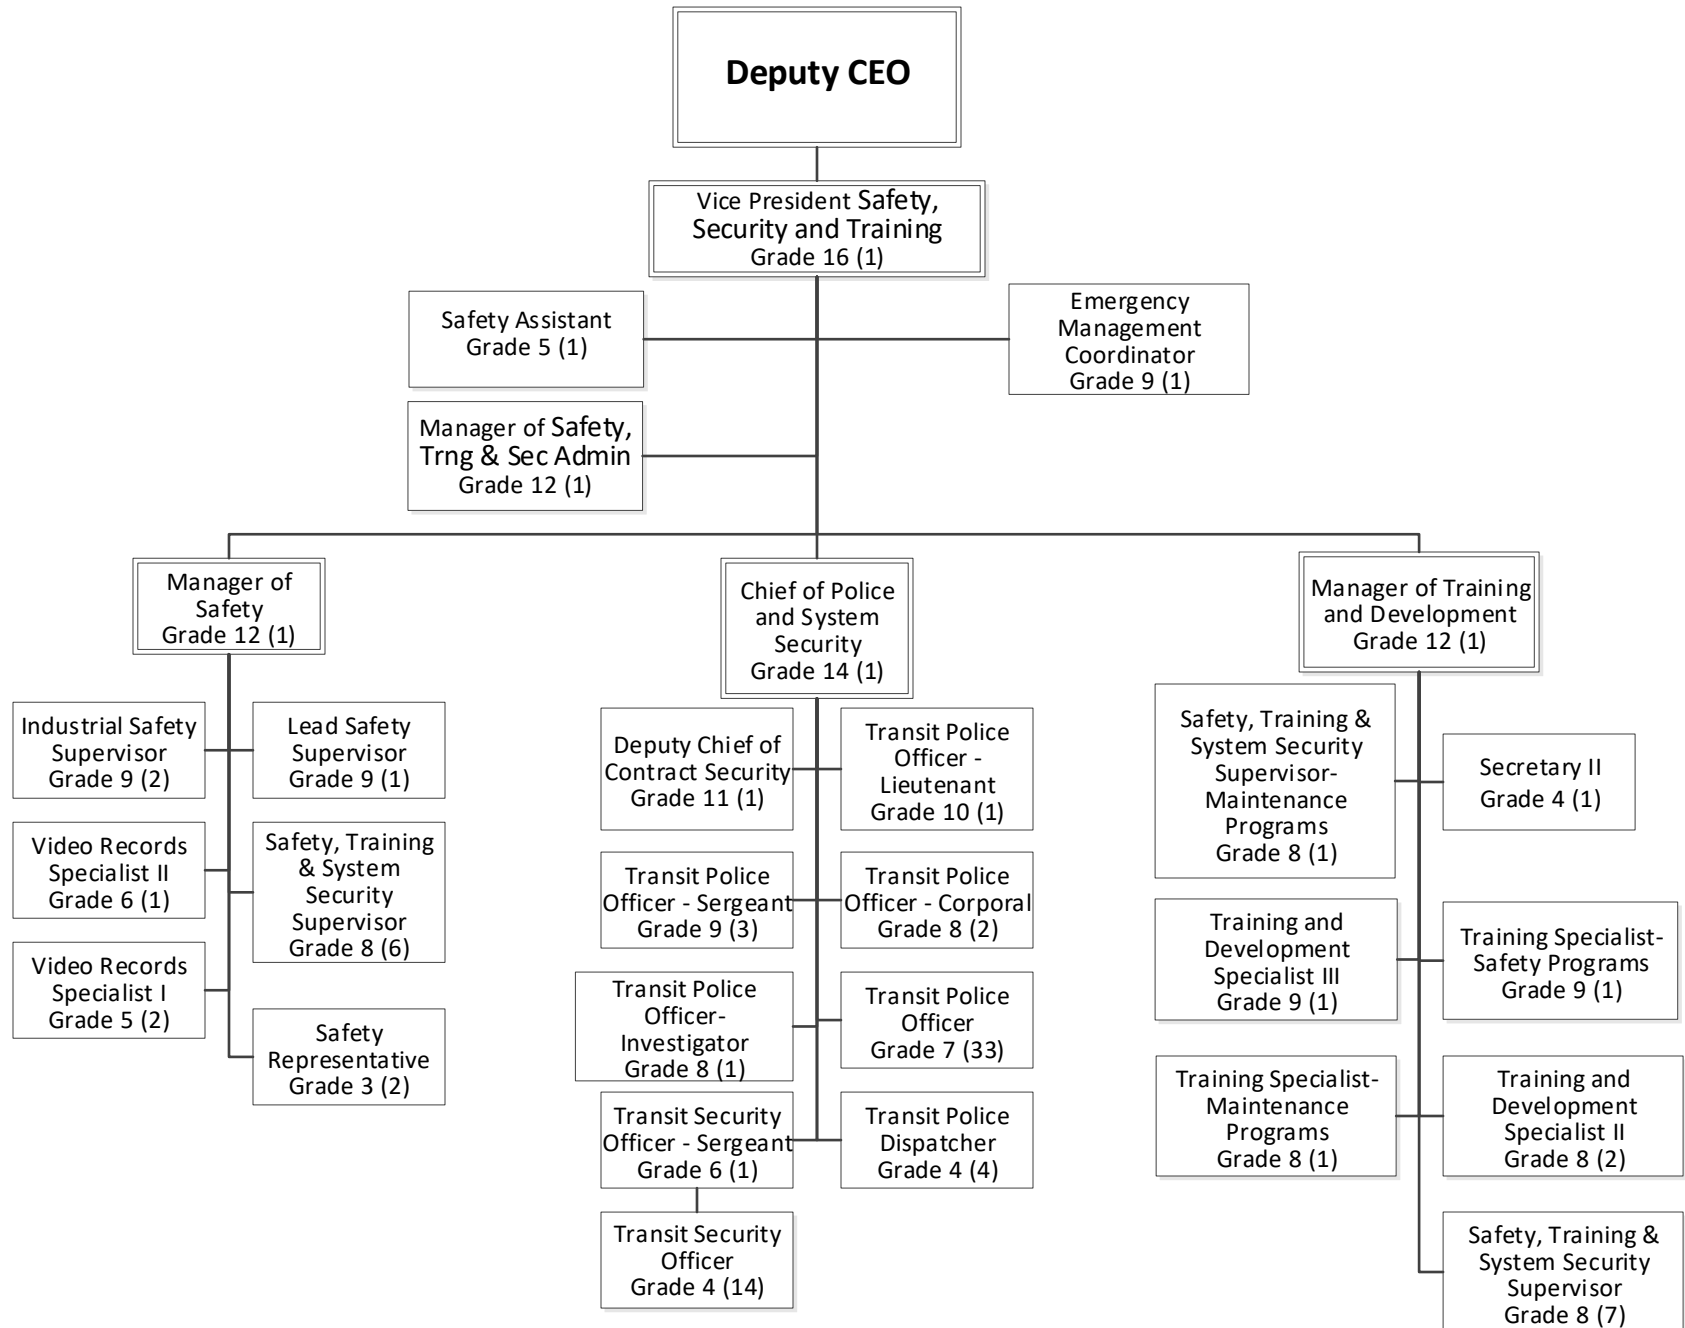 Deputy CEO
Vice President Safety,
Security and Training
Grade 16 (1)
Safety Assistant
Grade 5 (1)
Emergency
Management
Coordinator
Grade 9 (1)
Manager of Safety,
Trng & Sec Admin
Grade 12 (1)
Manager of
Safety
Grade 12 (1)
Industrial Safety
Supervisor
Grade 9 (2)
Lead Safety
Supervisor
Grade 9 (1)
Video Records
Specialist II
Grade 6 (1)
Safety, Training
& System
Security
Supervisor
Grade 8 (6)
Video Records
Specialist I
Grade 5 (2)
Safety
Representative
Grade 3 (2)
Chief of Police
and System
Security
Grade 14 (1)
Deputy Chief of
Contract Security
Grade 11 (1)
Transit Police
Officer -
Lieutenant
Grade 10 (1)
Transit Police
Officer - Sergeant
Grade 9 (3)
Transit Police
Officer - Corporal
Grade 8 (2)
Transit Police
Officer-
Investigator
Grade 8 (1)
Transit Police
Officer
Grade 7 (33)
Transit Security
Officer - Sergeant
Grade 6 (1)
Transit Police
Dispatcher
Grade 4 (4)
Transit Security
Officer
Grade 4 (14)
Manager of Training
and Development
Grade 12 (1)
Safety, Training &
System Security
Supervisor-
Maintenance
Programs
Grade 8 (1)
Secretary II
Grade 4 (1)
Training and
Development
Specialist III
Grade 9 (1)
Training Specialist-
Safety Programs
Grade 9 (1)
Training Specialist-
Maintenance
Programs
Grade 8 (1)
Training and
Development
Specialist II
Grade 8 (2)
Safety, Training &
System Security
Supervisor
Grade 8 (7)